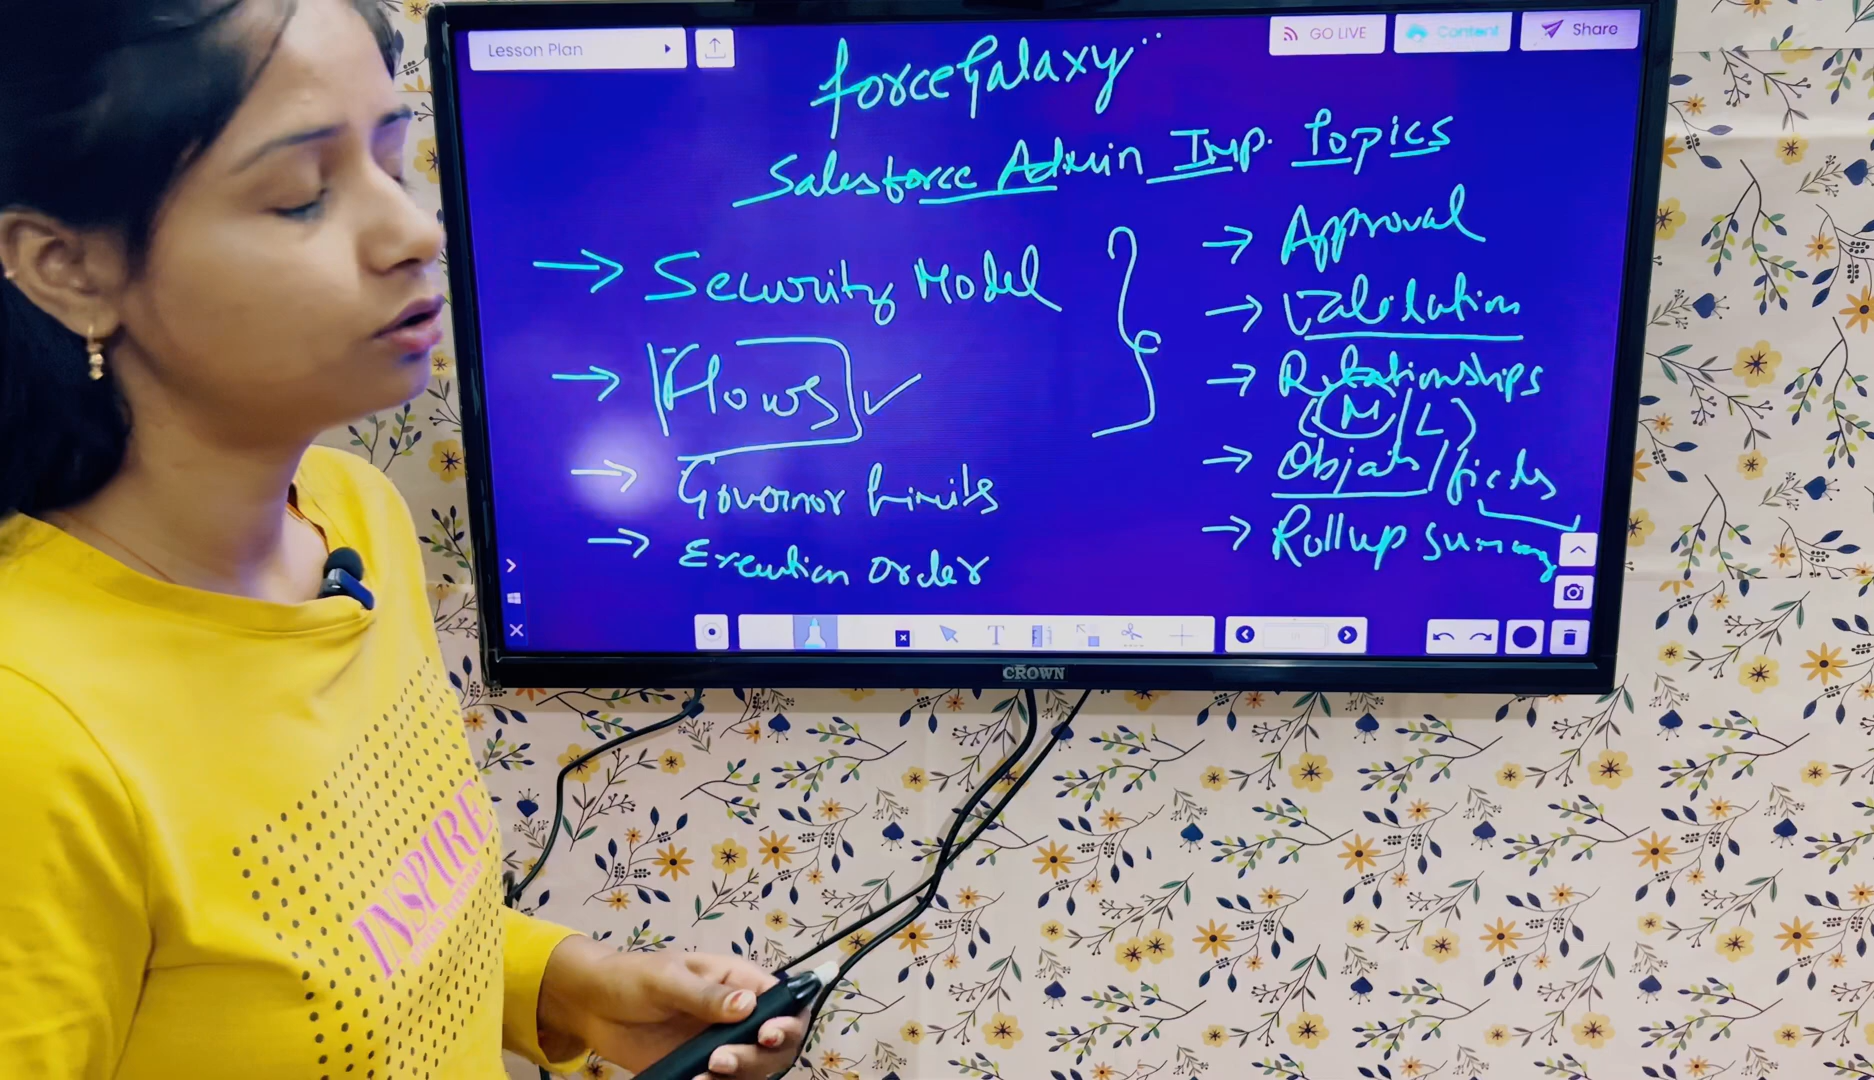 Lesson Plan
GO LIVE
Content
Share
forceGalaxy
Salesforce Admin Imp. Topics
→ Security Model
→ Flows ✓
→ Governor Limits
→ Execution Order
→ Approval
→ Validation
→ Relationships
(M/L)
→ Objects/fields
→ Rollup summary
T
CROWN
INSPIRE